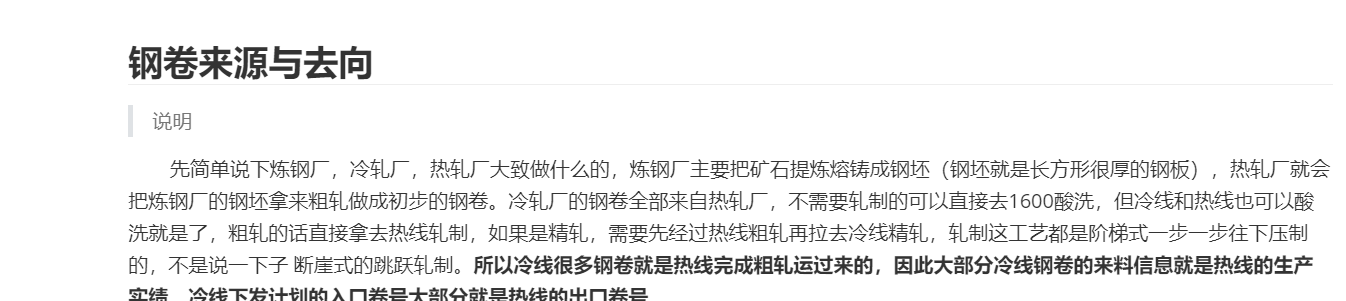 钢卷来源与去向
说明
先简单说下炼钢厂，冷轧厂，热轧厂大致做什么的，炼钢厂主要把矿石提炼熔铸成钢坯（钢坯就是长方形很厚的钢板），热轧厂就会
把炼钢厂的钢坯拿来粗轧做成初步的钢卷。冷轧厂的钢卷全部来自热轧厂，不需要轧制的可以直接去1600酸洗，但冷线和热线也可以酸
洗就是了，粗轧的话直接拿去热线轧制，如果是精轧，需要先经过热线粗轧再拉去冷线精轧，轧制这工艺都是阶梯式一步一步往下压制
的，不是说一下子 断崖式的跳跃轧制。所以冷线很多钢卷就是热线完成粗轧运过来的，因此大部分冷线钢卷的来料信息就是热线的生产
实绩，冷线下发计划的入口卷号大部分就是热线的出口卷号